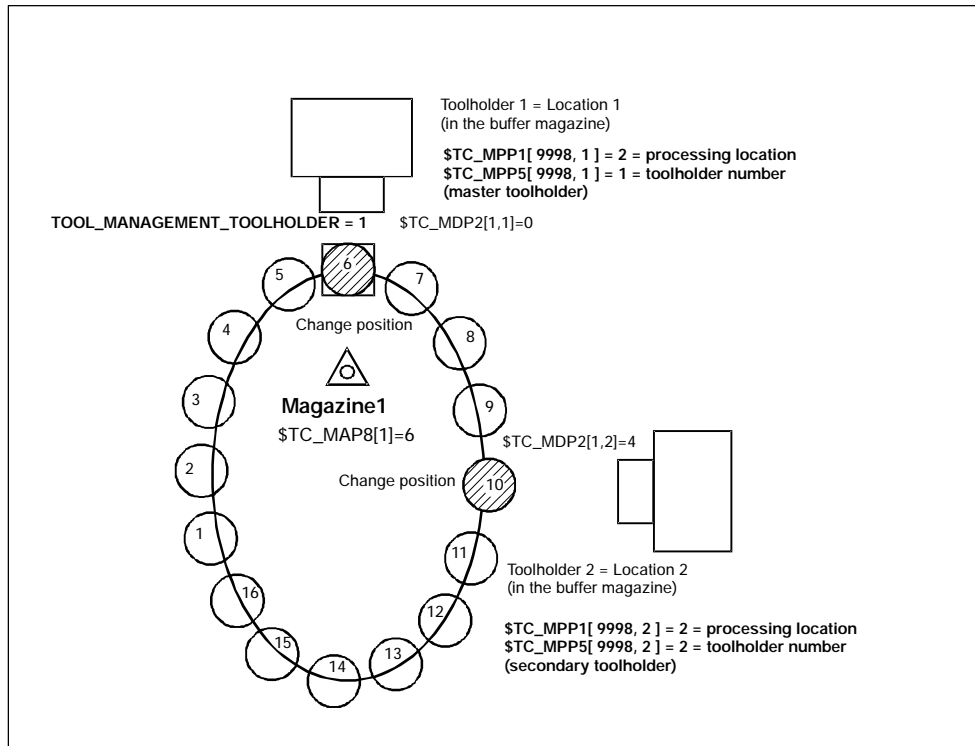 Toolholder 1 = Location 1
(in the buffer magazine)
$TC_MPP1[ 9998, 1 ] = 2 = processing location
$TC_MPP5[ 9998, 1 ] = 1 = toolholder number
(master toolholder)
TOOL_MANAGEMENT_TOOLHOLDER = 1
$TC_MDP2[1,1]=0
6
5
7
Change position
4
8
3
9
Magazine1
$TC_MAP8[1]=6
$TC_MDP2[1,2]=4
2
Change position
10
1
11
Toolholder 2 = Location 2
(in the buffer magazine)
16
12
$TC_MPP1[ 9998, 2 ] = 2 = processing location
$TC_MPP5[ 9998, 2 ] = 2 = toolholder number
(secondary toolholder)
15
13
14